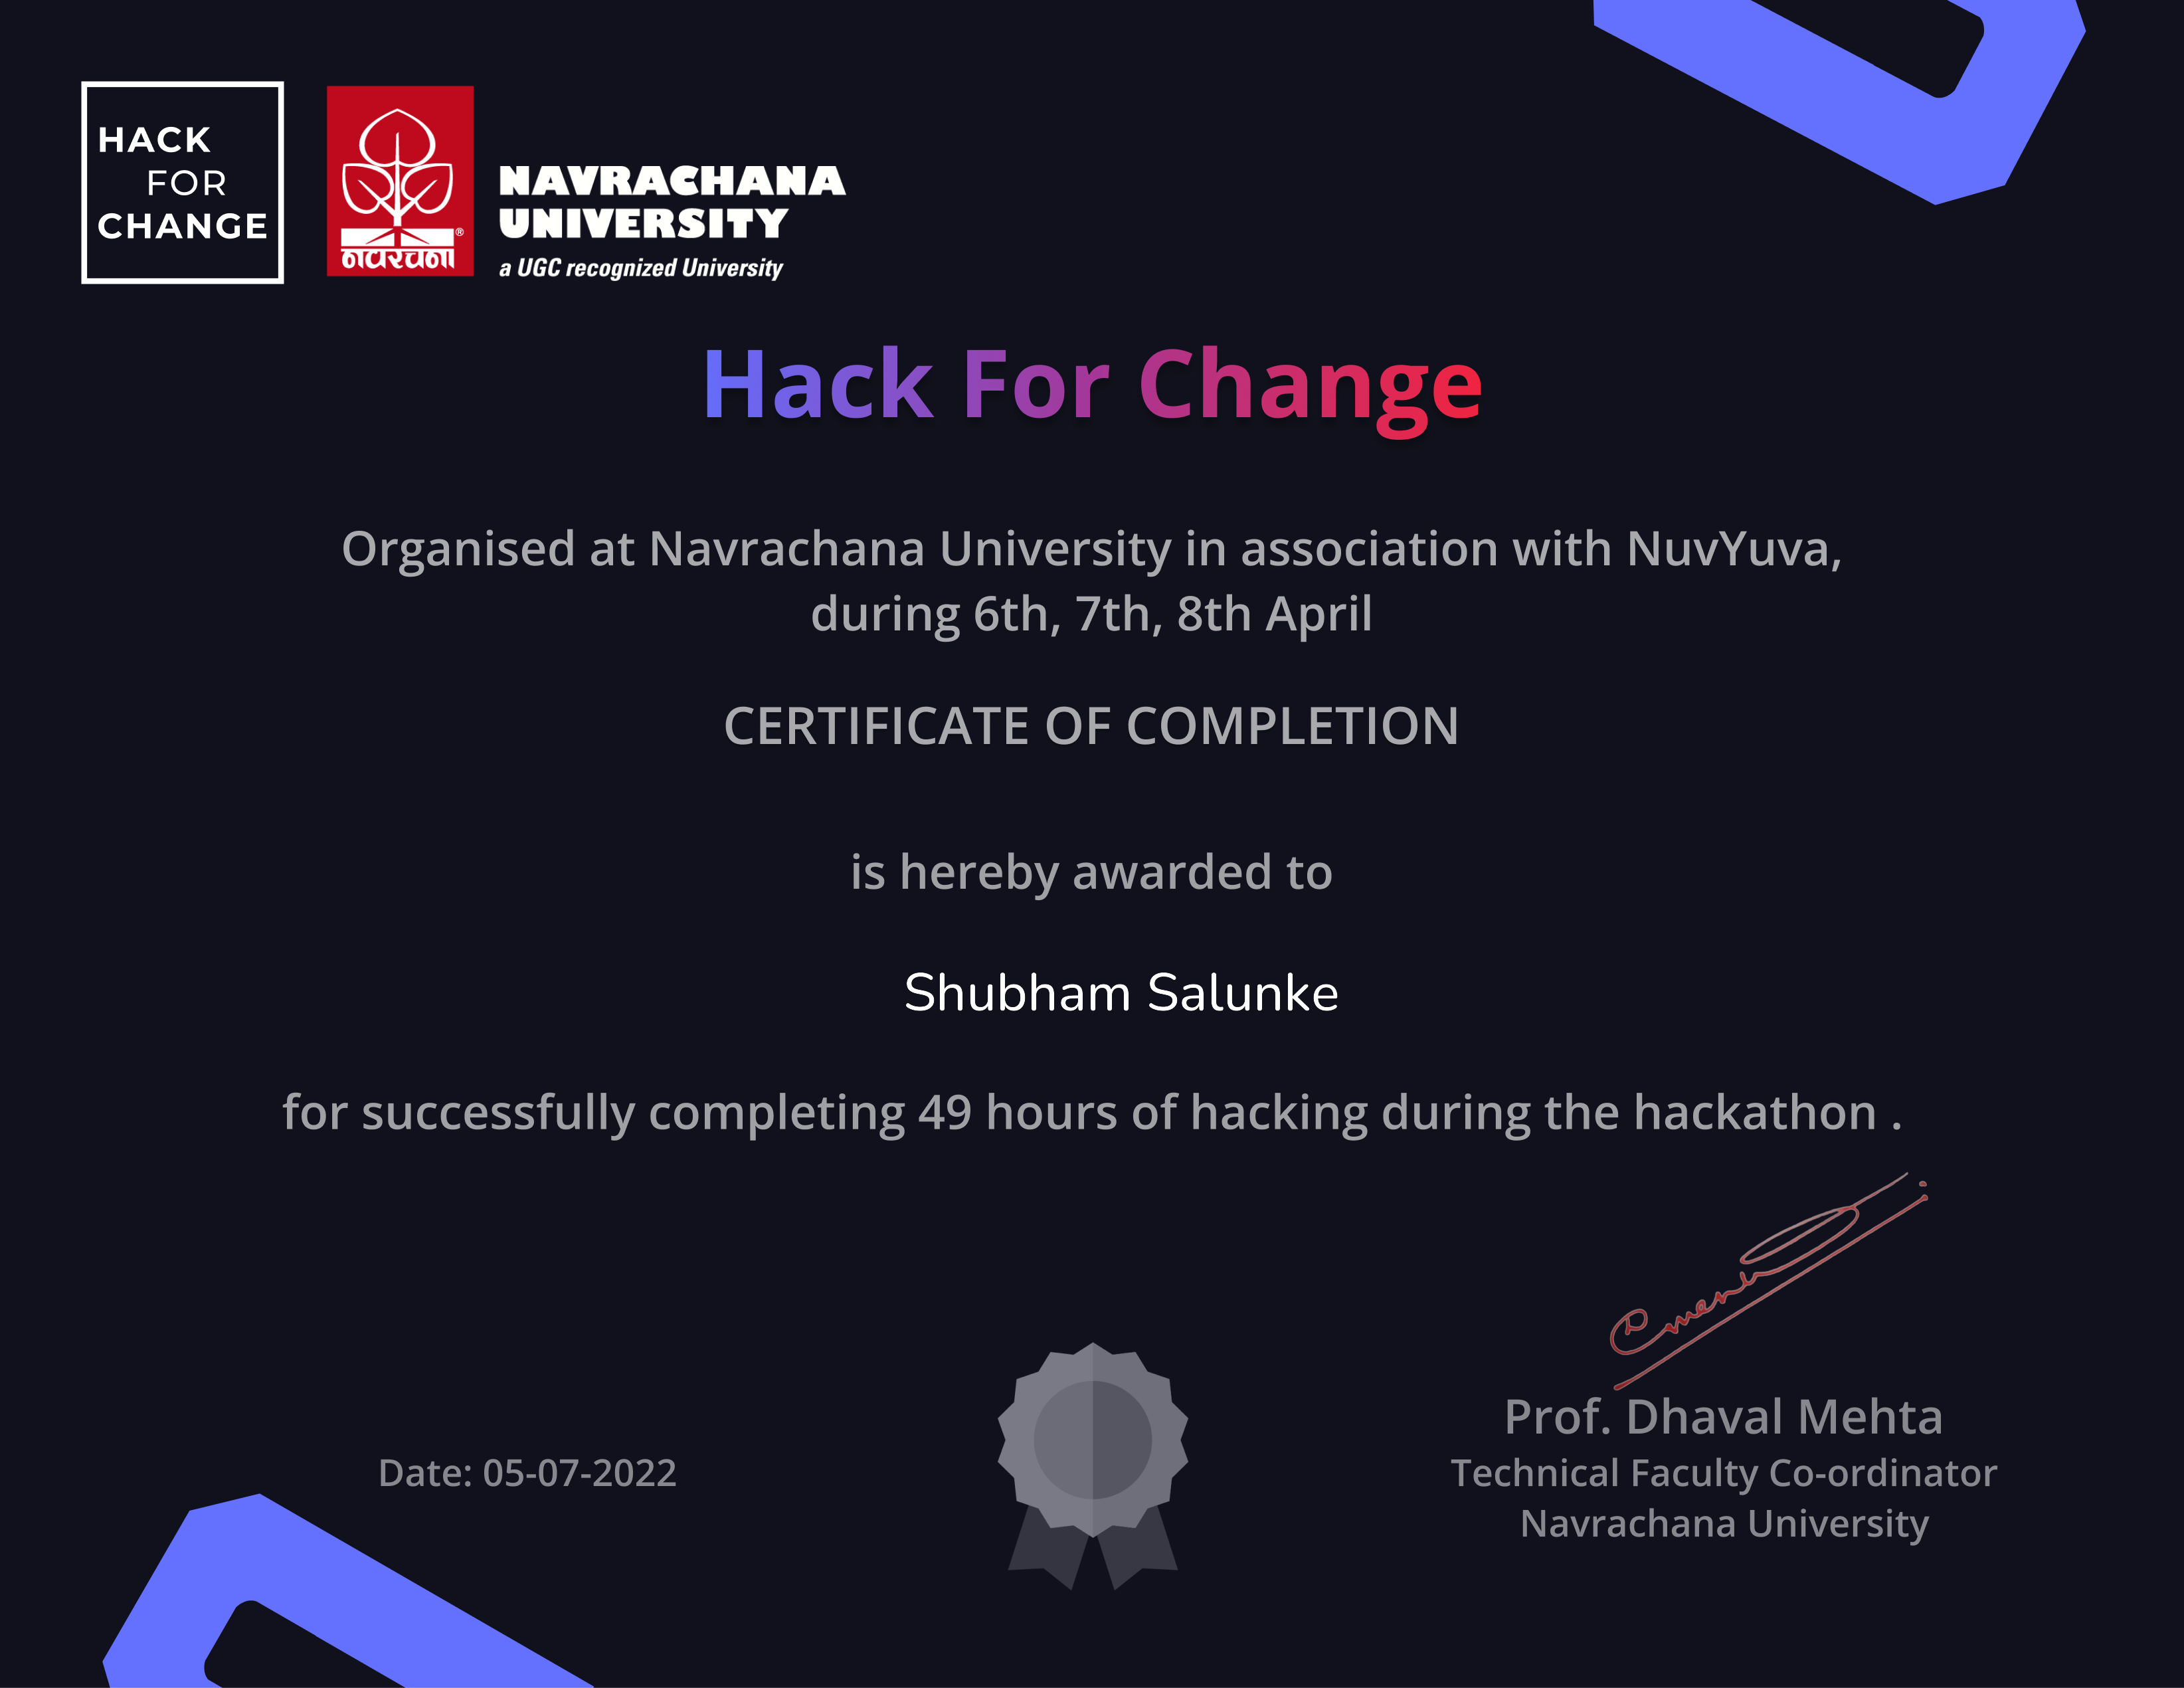 HACK
FOR
CHANGE
नवरचना
®
NAVRACHANA
UNIVERSITY
a UGC recognized University
Hack For Change
Organised at Navrachana University in association with NuvYuva,
during 6th, 7th, 8th April
CERTIFICATE OF COMPLETION
is hereby awarded to
Shubham Salunke
for successfully completing 49 hours of hacking during the hackathon .
Date: 05-07-2022
Prof. Dhaval Mehta
Technical Faculty Co-ordinator
Navrachana University